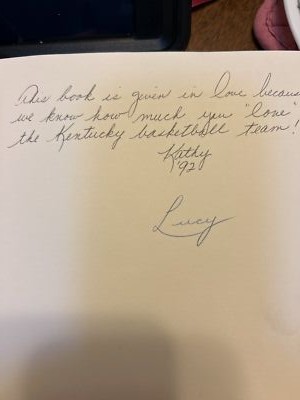 This book is given in love because
we know how much you "love"
the Kentucky basketball team!
Kathy
'92
Lucy